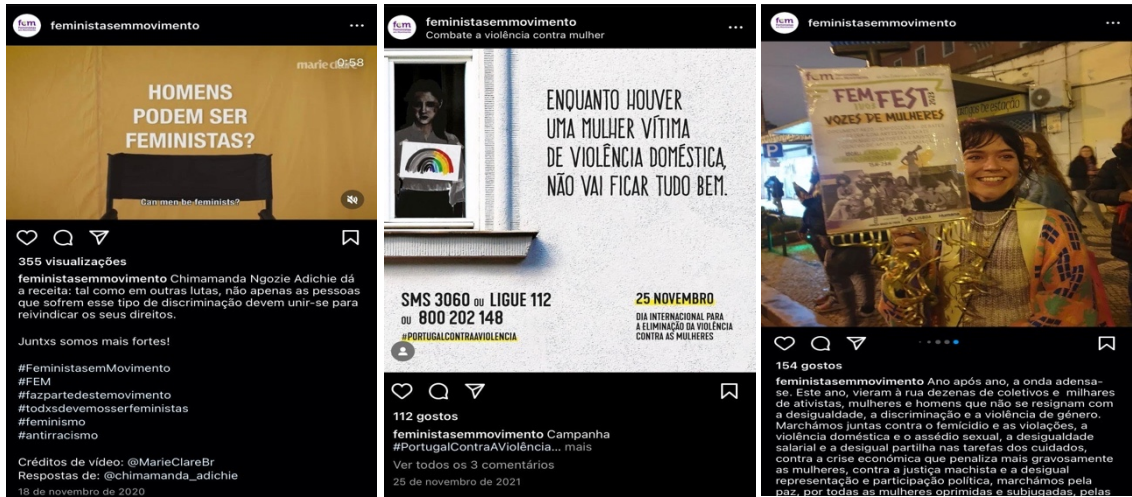 feministasemmovimento
marie claire
0:58
HOMENS
PODEM SER
FEMINISTAS?
Can men be feminists?
355 visualizações
feministasemmovimento Chimamanda Ngozie Adichie dá
a receita: tal como em outras lutas, não apenas as pessoas
que sofrem esse tipo de discriminação devem unir-se para
reivindicar os seus direitos.
Juntxs somos mais fortes!
#FeministasemMovimento
#FEM
#fazpartedestemovimento
#todxsdevemosserfeministas
#feminismo
#antirracismo
Créditos de vídeo: @MarieClareBr
Respostas de: @chimamanda_adichie
18 de novembro de 2020
feministasemmovimento
Combate a violência contra mulher
ENQUANTO HOUVER
UMA MULHER VÍTIMA
DE VIOLÊNCIA DOMÉSTICA,
NÃO VAI FICAR TUDO BEM.
SMS 3060 OU LIGUE 112
OU 800 202 148
#PORTUGALCONTRAAVIOLENCIA
25 NOVEMBRO
DIA INTERNACIONAL PARA
A ELIMINAÇÃO DA VIOLÊNCIA
CONTRA AS MULHERES
112 gostos
feministasemmovimento Campanha
#PortugalContraAViolência... mais
Ver todos os 3 comentários
25 de novembro de 2021
feministasemmovimento
fem
FEM FEST
VOZES DE MULHERES
154 gostos
feministasemmovimento Ano após ano, a onda adensa-
se. Este ano, vieram à rua dezenas de coletivos e milhares
de ativistas, mulheres e homens que não se resignam com
a desigualdade, a discriminação e a violência de género.
Marchámos juntas contra o femicídio e as violações, a
violência doméstica e o assédio sexual, a desigualdade
salarial e a desigual partilha nas tarefas dos cuidados,
contra a crise económica que penaliza mais gravosamente
as mulheres, contra a justiça machista e a desigual
representação e participação política, marchámos pela
paz, por todas as mulheres oprimidas e subjugadas, pelas